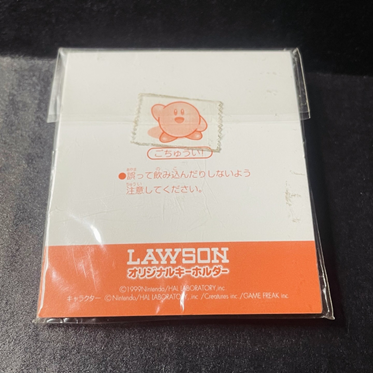 ごちゅうい!
●誤って飲み込んだりしないよう
注意してください。
LAWSON
オリジナルキーホルダー
©1999Nintendo/HAL LABORATORY, inc.
キャラクター ©Nintendo/HAL LABORATORY, inc. /Creatures inc. /GAME FREAK inc.